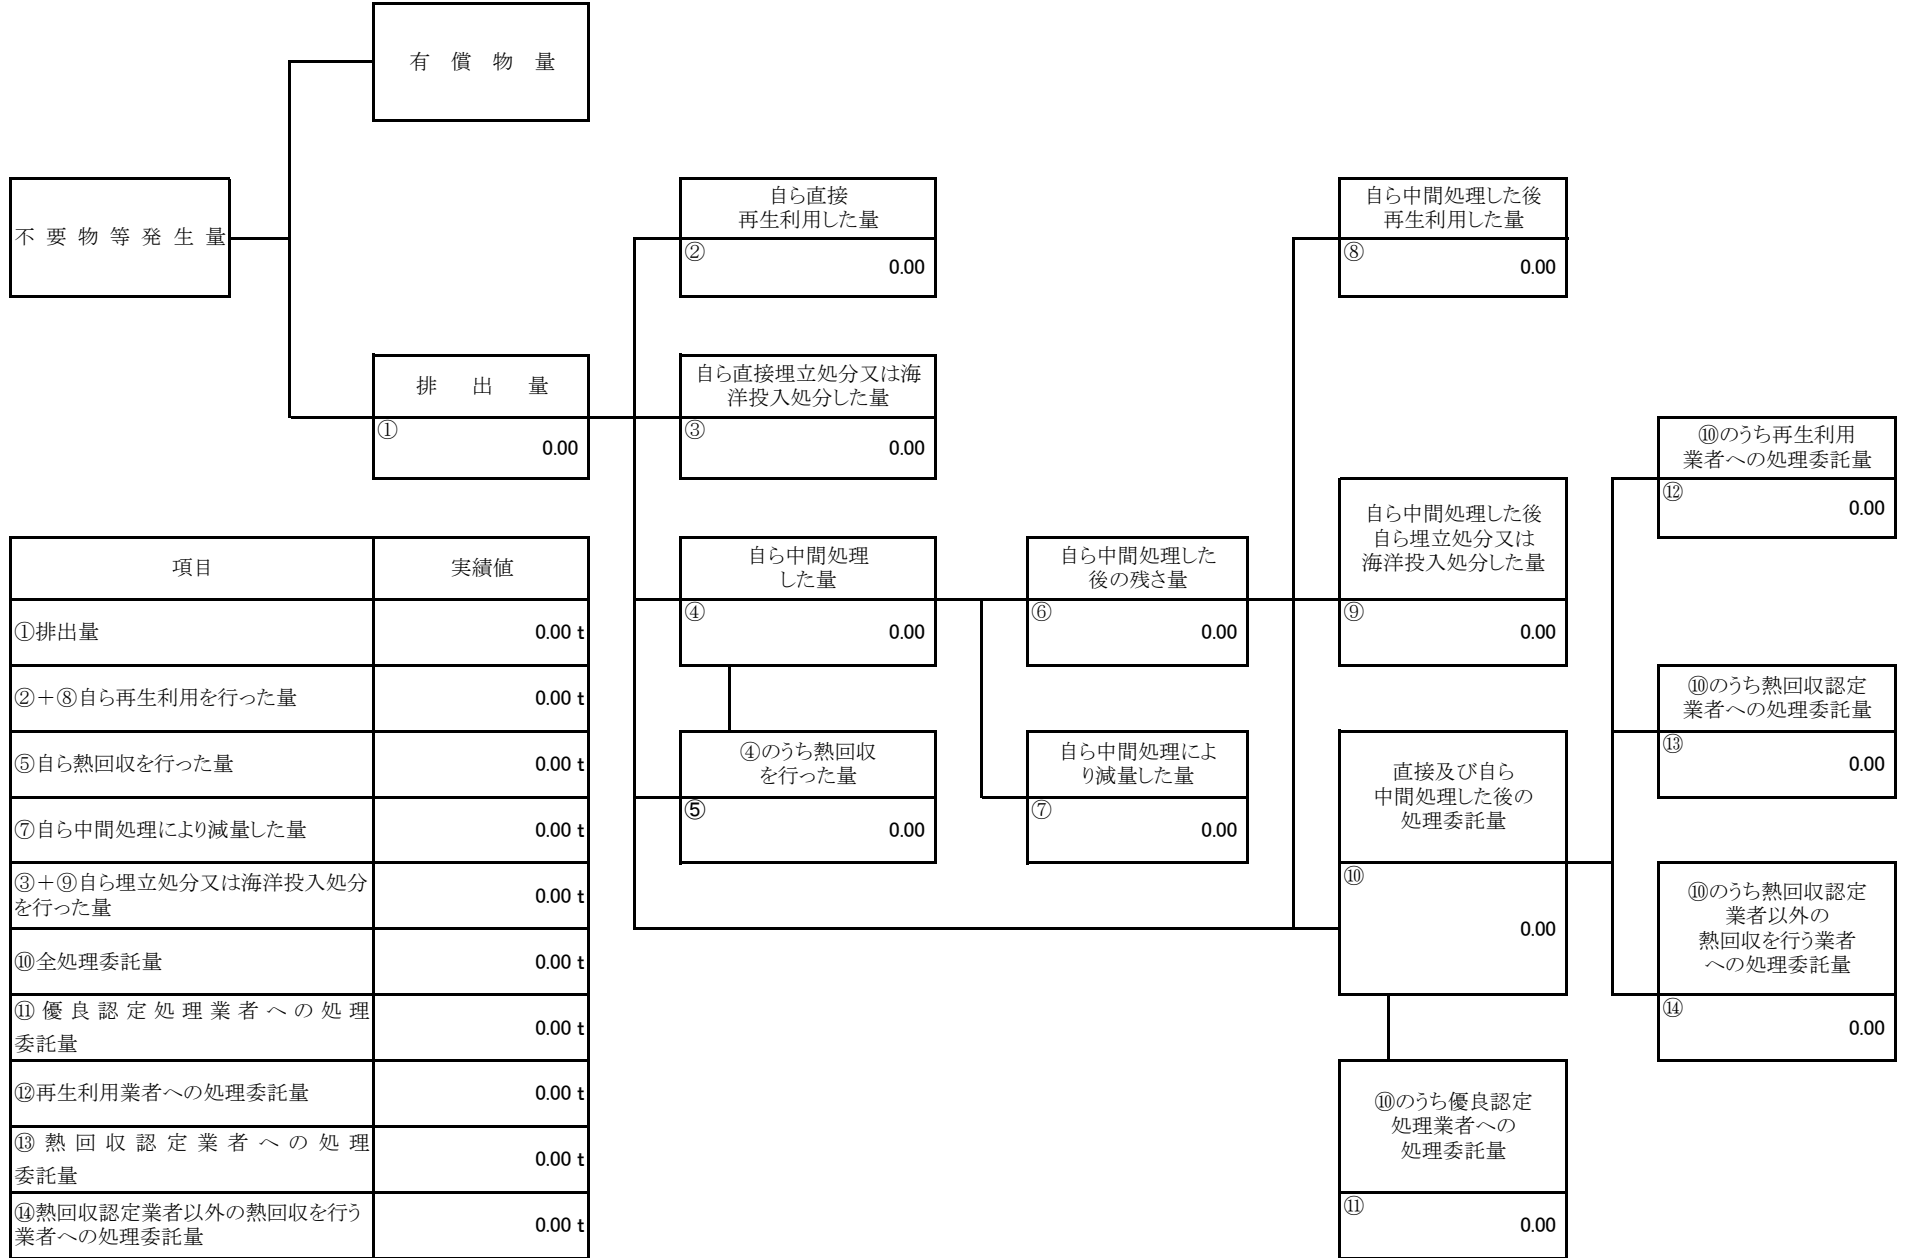 有償物量
不要物等発生量
自ら直接
再生利用した量
②
0.00
自ら中間処理した後
再生利用した量
⑧
0.00
排出量
①
0.00
自ら直接埋立処分又は海
洋投入処分した量
③
0.00
⑩のうち再生利用
業者への処理委託量
⑫
0.00
自ら中間処理
した量
④
0.00
自ら中間処理した
後の残さ量
⑥
0.00
自ら中間処理した後
自ら埋立処分又は
海洋投入処分した量
⑨
0.00
⑩のうち熱回収認定
業者への処理委託量
⑬
0.00
④のうち熱回収
を行った量
⑤
0.00
自ら中間処理によ
り減量した量
⑦
0.00
直接及び自ら
中間処理した後の
処理委託量
⑩
0.00
⑩のうち熱回収認定
業者以外の
熱回収を行う業者
への処理委託量
⑭
0.00
⑩のうち優良認定
処理業者への
処理委託量
⑪
0.00
項目 実績値
①排出量 0.00 t
②+⑧自ら再生利用を行った量 0.00 t
⑤自ら熱回収を行った量 0.00 t
⑦自ら中間処理により減量した量 0.00 t
③+⑨自ら埋立処分又は海洋投入処分
を行った量 0.00 t
⑩全処理委託量 0.00 t
⑪優良認定処理業者への処理
委託量 0.00 t
⑫再生利用業者への処理委託量 0.00 t
⑬熱回収認定業者への処理
委託量 0.00 t
⑭熱回収認定業者以外の熱回収を行う
業者への処理委託量 0.00 t